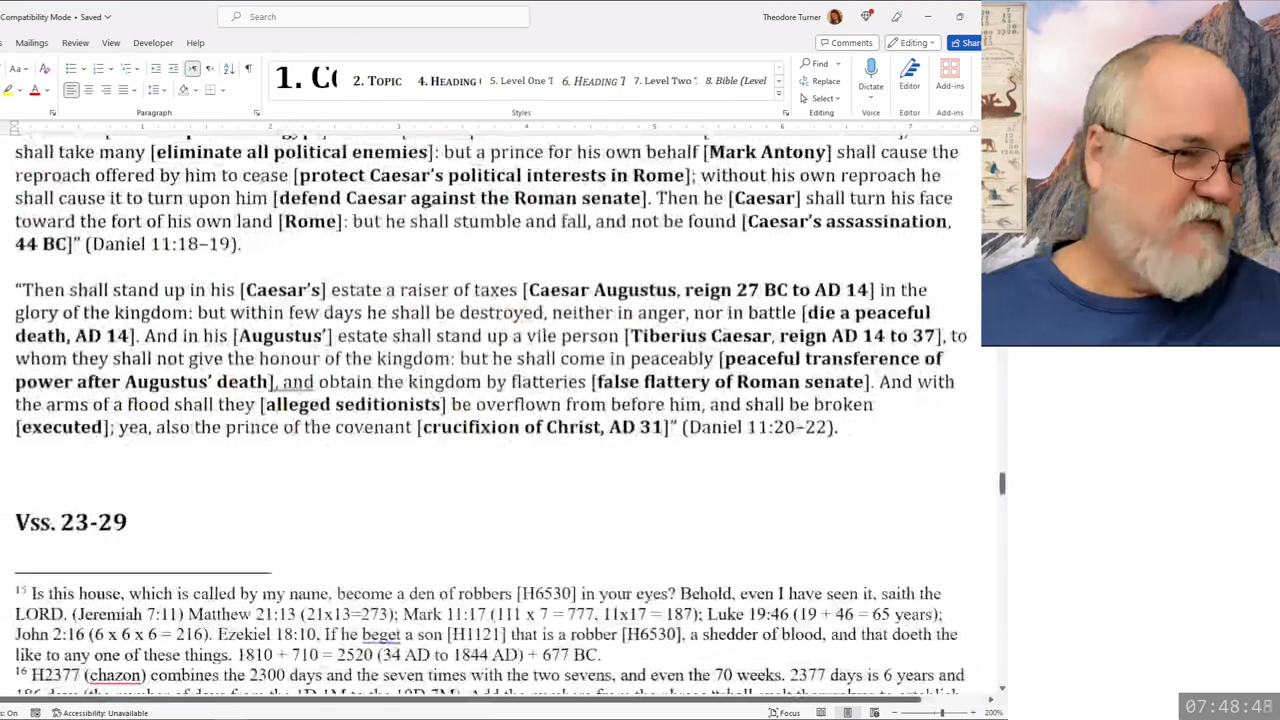 Compatibility Mode • Saved
Search
Theodore Turner
Mailings Review View Developer Help
Comments Editing Shar
Aa
1. Co 2. TOPIC 4. HEADING 5. Level One 6. HEADING 7. Level Two 8. Bible (Level
Find
Replace
Select
Dictate
Editor
Add-ins
Paragraph Styles Editing Voice Editor Add-ins
1 2 3 4 5 6 7
shall take many [eliminate all political enemies]: but a prince for his own behalf [Mark Antony] shall cause the
reproach offered by him to cease [protect Caesar's political interests in Rome]; without his own reproach he
shall cause it to turn upon him [defend Caesar against the Roman senate]. Then he [Caesar] shall turn his face
toward the fort of his own land [Rome]: but he shall stumble and fall, and not be found [Caesar's assassination,
44 BC]" (Daniel 11:18–19).
"Then shall stand up in his [Caesar's] estate a raiser of taxes [Caesar Augustus, reign 27 BC to AD 14] in the
glory of the kingdom: but within few days he shall be destroyed, neither in anger, nor in battle [die a peaceful
death, AD 14]. And in his [Augustus'] estate shall stand up a vile person [Tiberius Caesar, reign AD 14 to 37], to
whom they shall not give the honour of the kingdom: but he shall come in peaceably [peaceful transference of
power after Augustus' death], and obtain the kingdom by flatteries [false flattery of Roman senate]. And with
the arms of a flood shall they [alleged seditionists] be overflown from before him, and shall be broken
[executed]; yea, also the prince of the covenant [crucifixion of Christ, AD 31]" (Daniel 11:20–22).
Vss. 23-29
15 Is this house, which is called by my name, become a den of robbers [H6530] in your eyes? Behold, even I have seen it, saith the
LORD. (Jeremiah 7:11) Matthew 21:13 (21x13=273); Mark 11:17 (111 x 7 = 777, 11x17 = 187); Luke 19:46 (19 + 46 = 65 years);
John 2:16 (6 x 6 x 6 = 216). Ezekiel 18:10, If he beget a son [H1121] that is a robber [H6530], a shedder of blood, and that doeth the
like to any one of these things. 1810 + 710 = 2520 (34 AD to 1844 AD) + 677 BC.
16 H2377 (chazon) combines the 2300 days and the seven times with the two sevens, and even the 70 weeks. 2377 days is 6 years and
s: On Accessibility: Unavailable Focus 200%
07:48:48